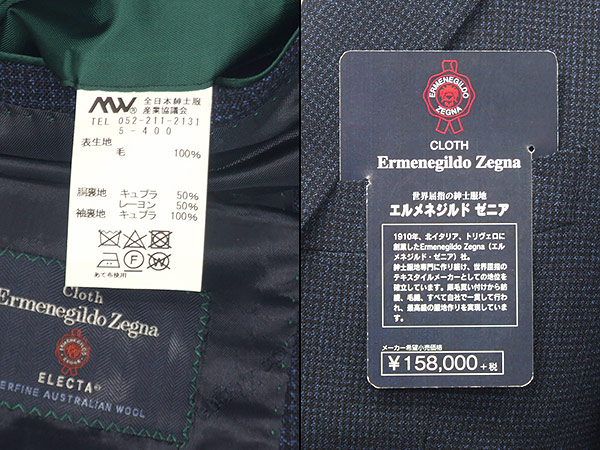 MW® 全日本紳士服
産業協議会
TEL 052-211-2131
5-400
表生地
毛 100%
胴裏地 キュプラ 50%
レーヨン 50%
袖裏地 キュプラ 100%
あて布使用
Cloth
Ermenegildo Zegna
ERMENEGILDO
ZEGNA
ELECTA
ERFINE AUSTRALIAN WOOL
ERMENEGILDO
ZEGNA
CLOTH
Ermenegildo Zegna
世界屈指の紳士服地
エルメネジルド ゼニア
1910年、北イタリア、トリヴェロに
創業したErmenegildo Zegna（エル
メネジルド・ゼニア）社。
紳士服地専門に作り続け、世界屈指の
テキスタイルメーカーとしての地位を
確立しています。原毛買い付けから紡
績、毛織、すべて自社で一貫して行わ
れ、最高級の服地作りを実現していま
す。
メーカー希望小売価格
¥158,000+税